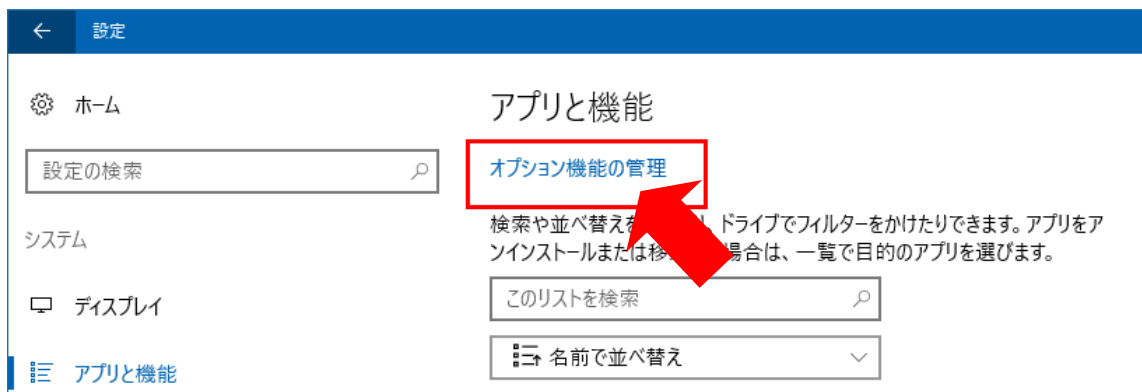 設定
ホーム
設定の検索
システム
ディスプレイ
アプリと機能
アプリと機能
オプション機能の管理
検索や並べ替えを ドライブでフィルターをかけたりできます。アプリをア
ンインストールまたは移 場合は、一覧で目的のアプリを選びます。
このリストを検索
名前で並べ替え